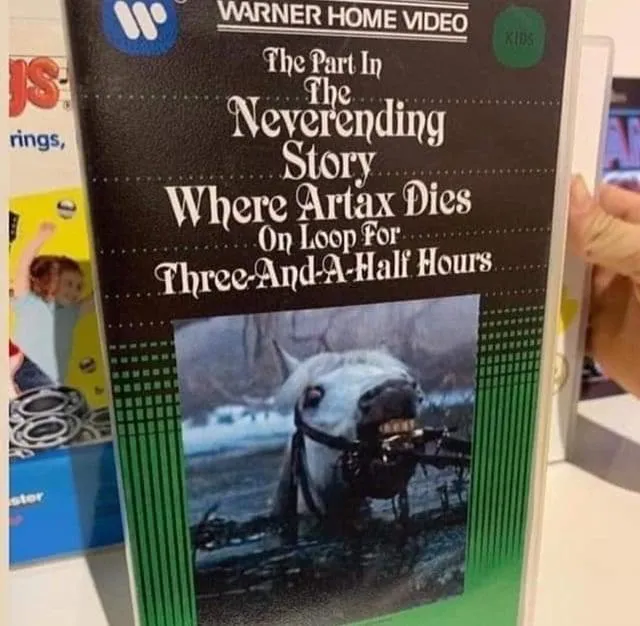 WARNER HOME VIDEO
KIDS
The Part In
The
Neverending
Story
Where Artax Dies
On Loop For
Three-And-A-Half Hours
rings,